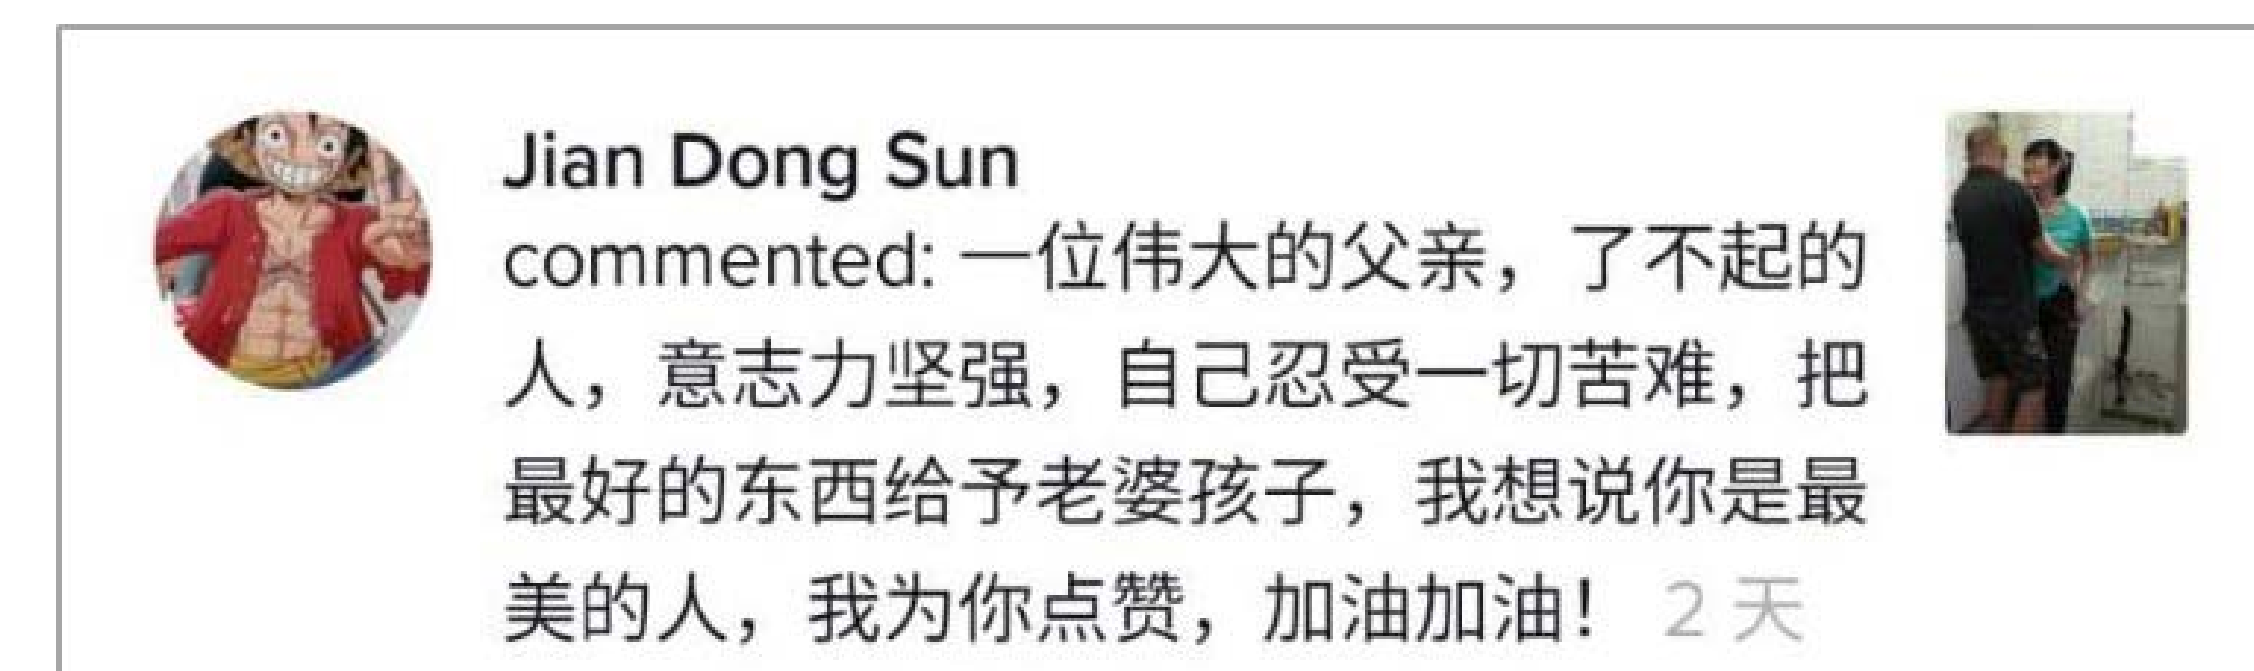 Jian Dong Sun
commented: 一位伟大的父亲，了不起的
人，意志力坚强，自己忍受一切苦难，把
最好的东西给予老婆孩子，我想说你是最
美的人，我为你点赞，加油加油！ 2 天